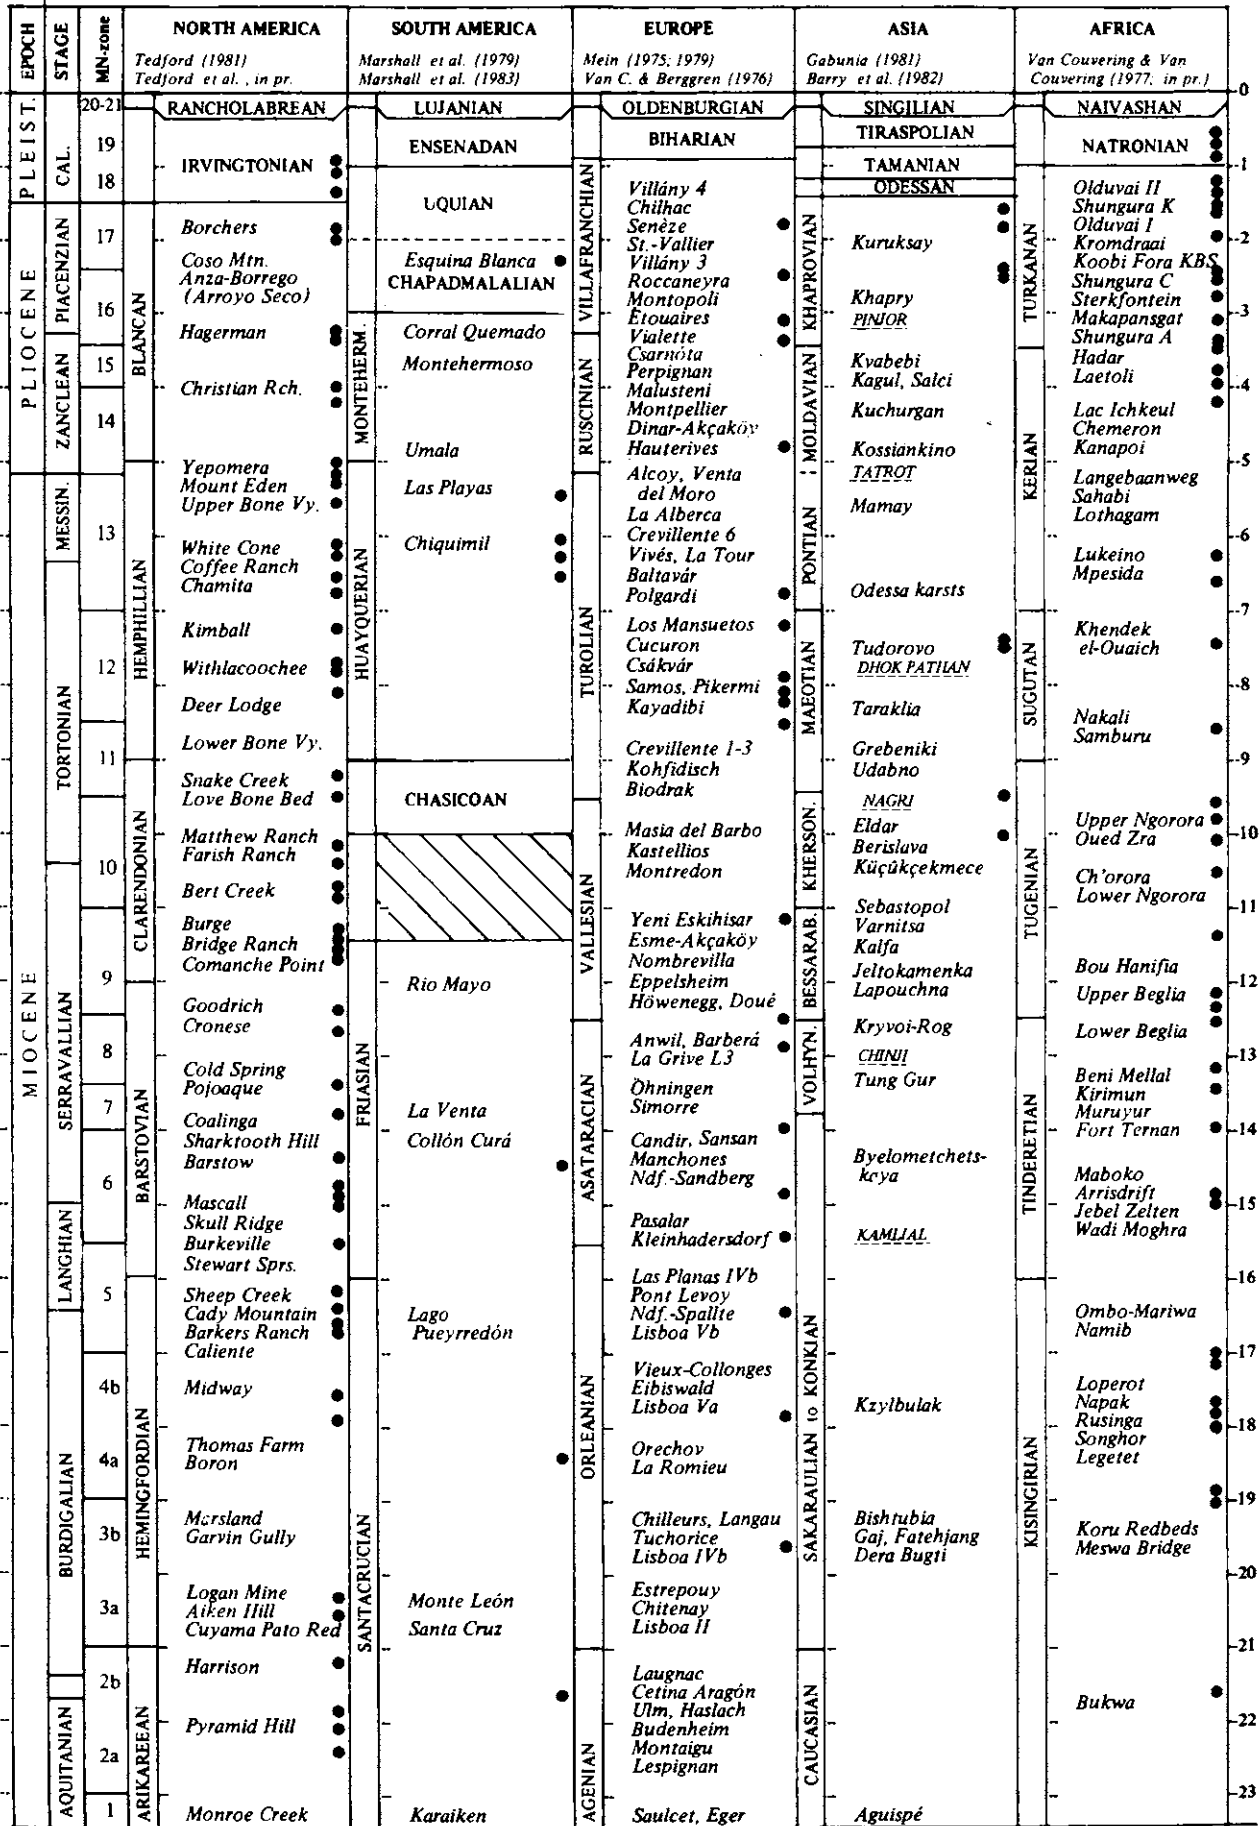 EPOCH
STAGE
MN-zone
NORTH AMERICA
Tedford (1981)
Tedford et al., in pr.
SOUTH AMERICA
Marshall et al. (1979)
Marshall et al. (1983)
EUROPE
Mein (1975; 1979)
Van C. & Berggren (1976)
ASIA
Gabunia (1981)
Barry et al. (1982)
AFRICA
Van Couvering & Van
Couvering (1977; in pr.)
PLEIST.
PLIOCENE
MIOCENE
CAL.
PIACENZIAN
ZANCLEAN
MESSIN.
TORTONIAN
SERRAVALLIAN
LANGHIAN
BURDIGALIAN
AQUITANIAN
20-21
19
18
17
16
15
14
13
12
11
10
9
8
7
6
5
4b
4a
3b
3a
2b
2a
1
RANCHOLABREAN
IRVINGTONIAN
BLANCAN
HEMPHILLIAN
CLARENDONIAN
BARSTOVIAN
HEMINGFORDIAN
ARIKAREEAN
Borchers
Coso Mtn.
Anza-Borrego
(Arroyo Seco)
Hagerman
Christian Rch.
Yepomera
Mount Eden
Upper Bone Vy.
White Cone
Coffee Ranch
Chamita
Kimball
Withlacoochee
Deer Lodge
Lower Bone Vy.
Snake Creek
Love Bone Bed
Matthew Ranch
Farish Ranch
Bert Creek
Burge
Bridge Ranch
Comanche Point
Goodrich
Cronese
Cold Spring
Pojoaque
Coalinga
Sharktooth Hill
Barstow
Mascall
Skull Ridge
Burkeville
Stewart Sprs.
Sheep Creek
Cady Mountain
Barkers Ranch
Caliente
Midway
Thomas Farm
Boron
Marsland
Garvin Gully
Logan Mine
Aiken Hill
Cuyama Pato Red
Harrison
Pyramid Hill
Monroe Creek
LUJANIAN
ENSENADAN
UQUIAN
Esquina Blanca
CHAPADMALALIAN
MONTEHERM.
HUAYQUERIAN
CHASICOAN
FRIASIAN
SANTACRUCIAN
Corral Quemado
Montehermoso
Umala
Las Playas
Chiquimil
Rio Mayo
La Venta
Collón Curá
Lago
Pueyrredón
Monte León
Santa Cruz
Karaiken
OLDENBURGIAN
BIHARIAN
VILLAFRANCHIAN
RUSCINIAN
TUROLIAN
VALLESIAN
ASATARACIAN
ORLEANIAN
AGENIAN
Villány 4
Chilhac
Senèze
St.-Vallier
Villány 3
Roccaneyra
Montopoli
Etouaires
Vialette
Csarnóta
Perpignan
Malusteni
Montpellier
Dinar-Akçaköy
Hauterives
Alcoy, Venta
del Moro
La Alberca
Crevillente 6
Vivés, La Tour
Baltavár
Polgardi
Los Mansuetos
Cucuron
Csákvár
Samos, Pikermi
Kayadibi
Crevillente 1-3
Kohfidisch
Biodrak
Masia del Barbo
Kastellios
Montredon
Yeni Eskihisar
Esme-Akçaköy
Nombrevilla
Eppelsheim
Höwenegg, Doué
Anwil, Barberá
La Grive L3
Öhningen
Simorre
Candir, Sansan
Manchones
Ndf.-Sandberg
Pasalar
Kleinhadersdorf
Las Planas IVb
Pont Levoy
Ndf.-Spallte
Lisboa Vb
Vieux-Collonges
Eibiswald
Lisboa Va
Orechov
La Romieu
Chilleurs, Langau
Tuchorice
Lisboa IVb
Estrepouy
Chitenay
Lisboa II
Laugnac
Cetina Aragón
Ulm, Haslach
Budenheim
Montaigu
Lespignan
Saulcet, Eger
SINGILIAN
TIRASPOLIAN
TAMANIAN
ODESSAN
KHAPROVIAN
MOLDAVIAN
PONTIAN
MAEOTIAN
KHERSON.
BESSARAB.
VOLHYN.
SAKARAULIAN to KONKIAN
CAUCASIAN
Kuruksay
Khapry
PINJOR
Kvabebi
Kagul, Salci
Kuchurgan
Kossiankino
TATROT
Mamay
Odessa karsts
Tudorovo
DHOK PATHAN
Taraklia
Grebeniki
Udabno
NAGRI
Eldar
Berislava
Küçükçekmece
Sebastopol
Varnitsa
Kalfa
Jeltokamenka
Lapouchna
Kryvoi-Rog
CHINJI
Tung Gur
Byelometchets-
kaya
KAMLIAL
Kzylbulak
Bishtubia
Gaj, Fatehjang
Dera Bugti
Aguispé
NAIVASHAN
NATRONIAN
TURKANAN
KERIAN
SUGUTAN
TUGENIAN
TINDERETIAN
KISINGIRIAN
Olduvai II
Shungura K
Olduvai I
Kromdraai
Koobi Fora KBS
Shungura C
Sterkfontein
Makapansgat
Shungura A
Hadar
Laetoli
Lac Ichkeul
Chemeron
Kanapoi
Langebaanweg
Sahabi
Lothagam
Lukeino
Mpesida
Khendek
el-Ouaich
Nakali
Samburu
Upper Ngorora
Oued Zra
Ch'orora
Lower Ngorora
Bou Hanifia
Upper Beglia
Lower Beglia
Beni Mellal
Kirimun
Muruyur
Fort Ternan
Maboko
Arrisdrift
Jebel Zelten
Wadi Moghra
Ombo-Mariwa
Namib
Loperot
Napak
Rusinga
Songhor
Legetet
Koru Redbeds
Meswa Bridge
Bukwa
0
1
2
3
4
5
6
7
8
9
10
11
12
13
14
15
16
17
18
19
20
21
22
23